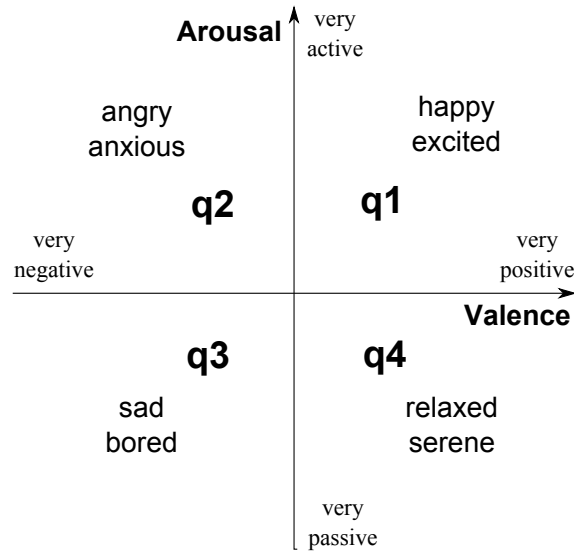 Arousal
very
active
angry
anxious
happy
excited
q2
q1
very
negative
very
positive
Valence
q3
q4
sad
bored
relaxed
serene
very
passive